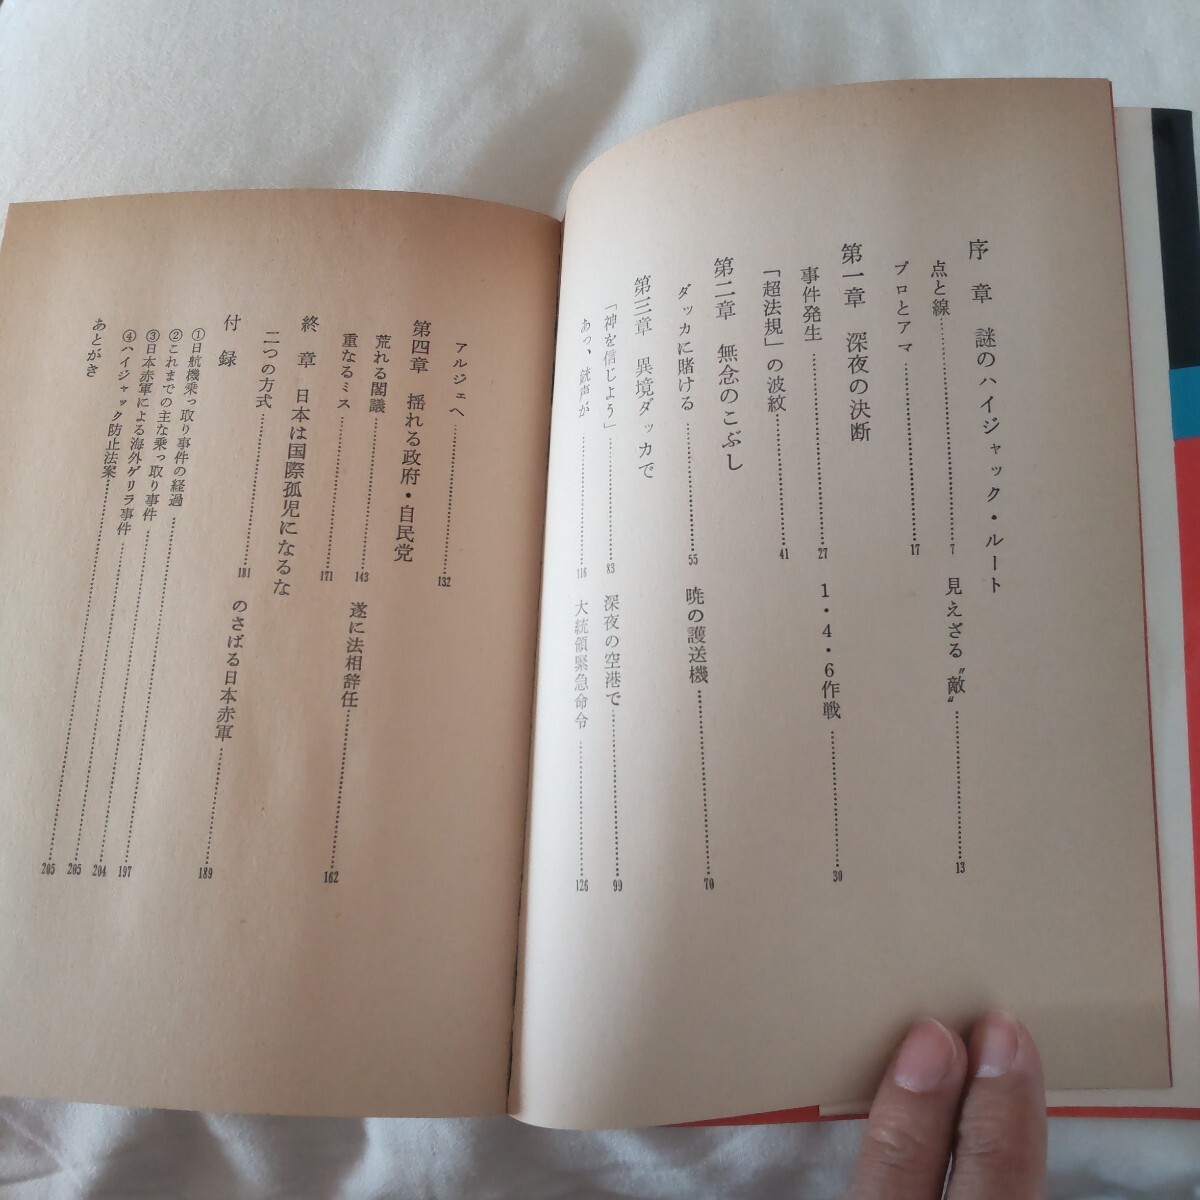 序章 謎のハイジャック・ルート
点と線………7 見えざる〝敵〟………13
プロとアマ………17
第一章 深夜の決断
事件発生………27 1・4・6作戦………30
「超法規」の波紋………41
第二章 無念のこぶし
ダッカに賭ける………55 暁の護送機………70
第三章 異境ダッカで
「神を信じよう」………83 深夜の空港で………99
あっ、銃声が………116 大統領緊急命令………126
アルジェへ………132
第四章 揺れる政府・自民党
荒れる閣議………143 遂に法相辞任………162
重なるミス………171
終章 日本は国際孤児になるな
二つの方式………181 のさばる日本赤軍………189
付録
①日航機乗っ取り事件の経過………197
②これまでの主な乗っ取り事件………204
③日本赤軍による海外ゲリラ事件………205
④ハイジャック防止法案………205
あとがき